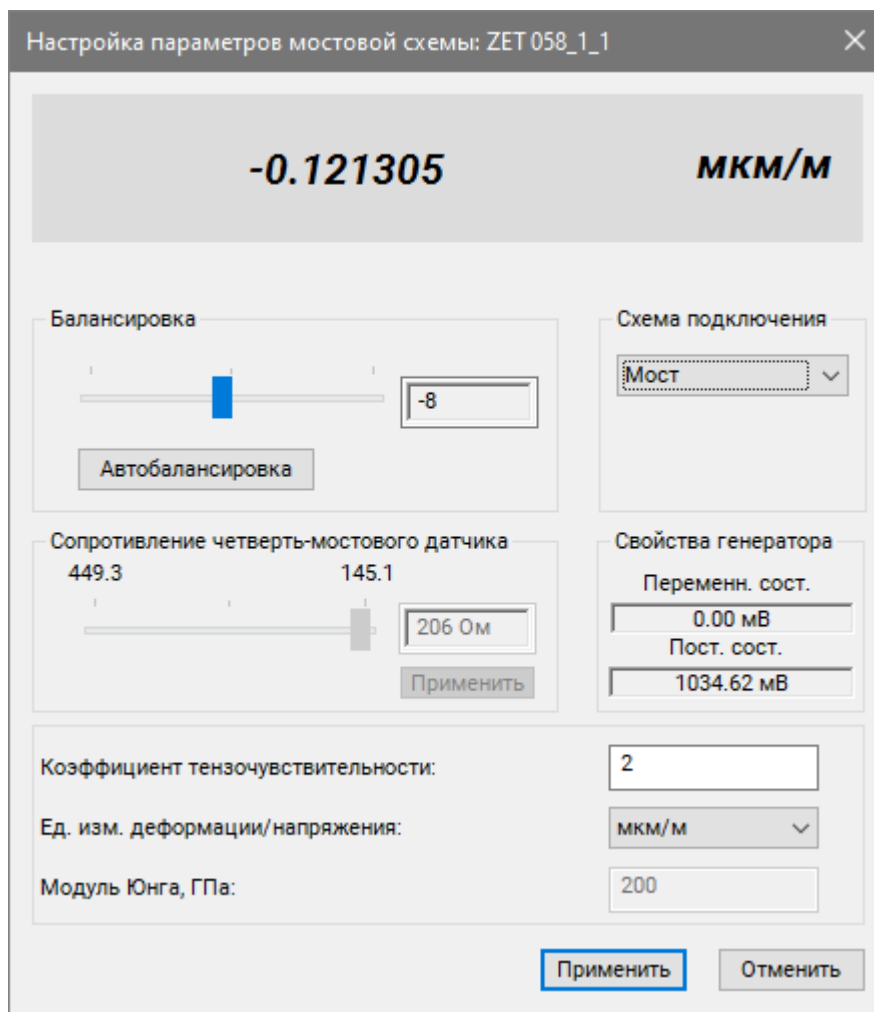 Настройка параметров мостовой схемы: ZET 058_1_1
-0.121305 мкм/м
Балансировка
-8
Автобалансировка
Схема подключения
Мост
Сопротивление четверть-мостового датчика
449.3 145.1
206 Ом
Применить
Свойства генератора
Переменн. сост.
0.00 мВ
Пост. сост.
1034.62 мВ
Коэффициент тензочувствительности: 2
Ед. изм. деформации/напряжения: мкм/м
Модуль Юнга, ГПа: 200
Применить Отменить